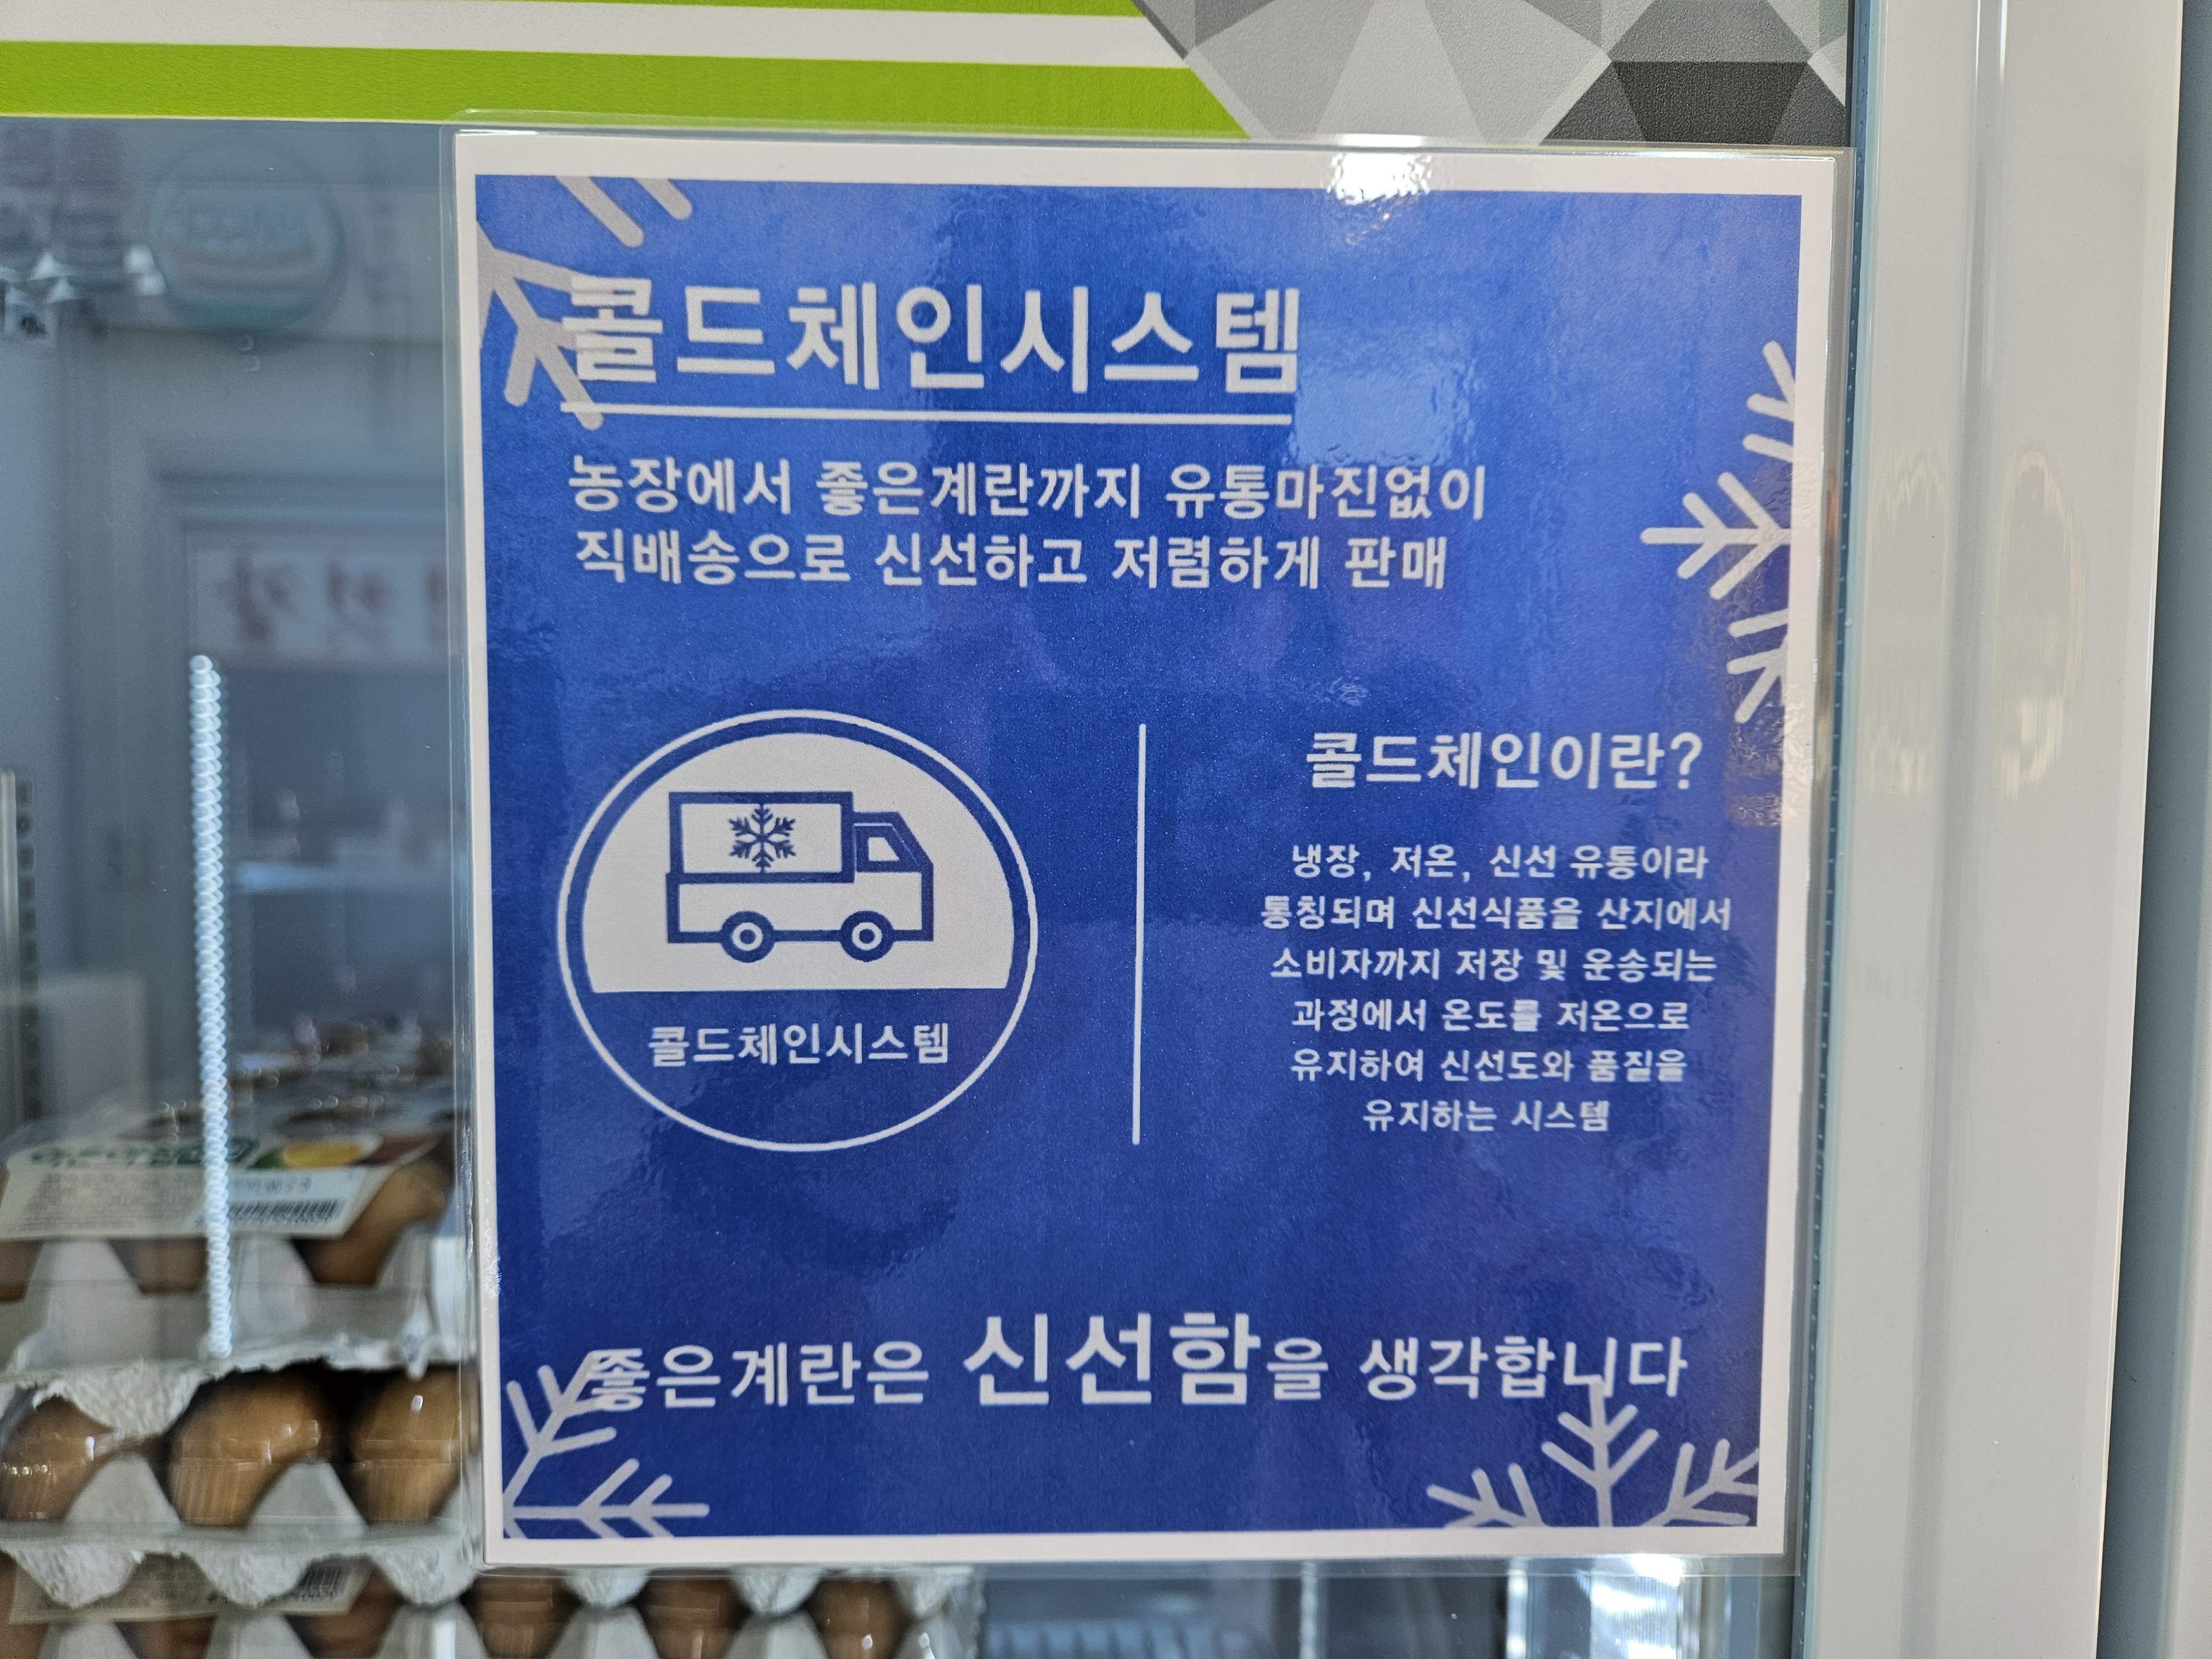 콜드체인시스템
농장에서 좋은계란까지 유통마진없이
직배송으로 신선하고 저렴하게 판매
콜드체인시스템
콜드체인이란?
냉장, 저온, 신선 유통이라
통칭되며 신선식품을 산지에서
소비자까지 저장 및 운송되는
과정에서 온도를 저온으로
유지하여 신선도와 품질을
유지하는 시스템
좋은계란은 신선함을 생각합니다